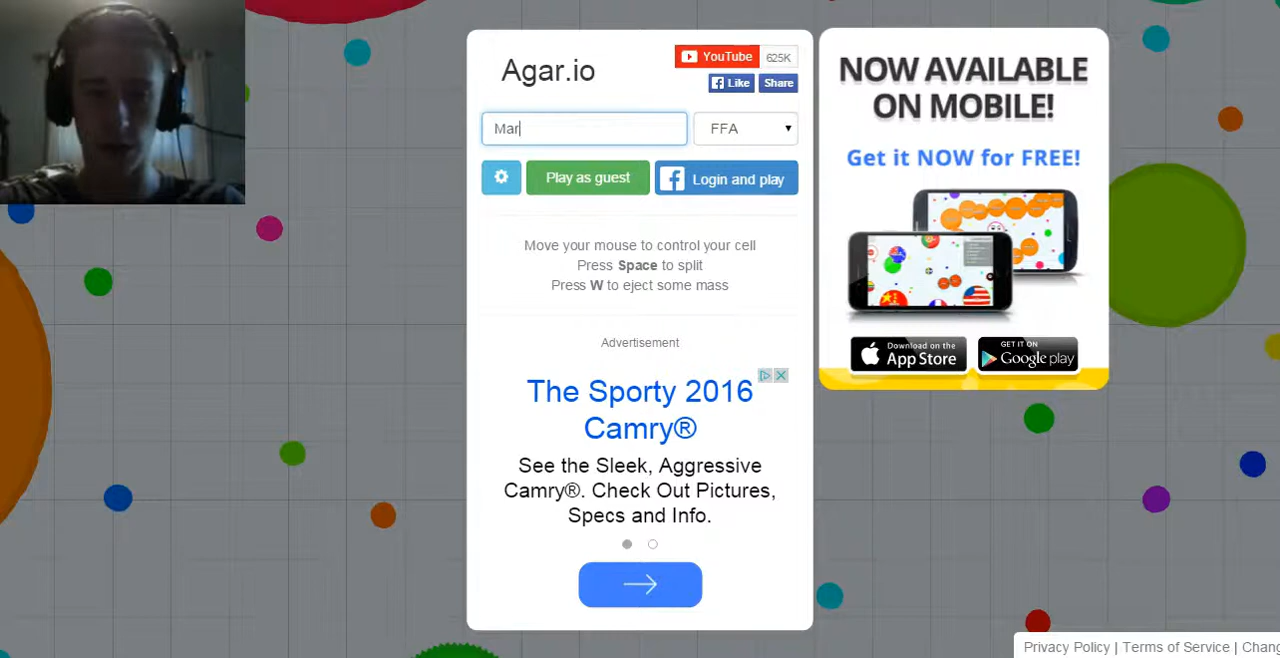 Agar.io
YouTube 625K
Like Share
Mar
FFA
Play as guest
Login and play
Move your mouse to control your cell
Press Space to split
Press W to eject some mass
Advertisement
The Sporty 2016
Camry®
See the Sleek, Aggressive
Camry®. Check Out Pictures,
Specs and Info.
NOW AVAILABLE
ON MOBILE!
Get it NOW for FREE!
Download on the
App Store
GET IT ON
Google play
Privacy Policy | Terms of Service | Chang